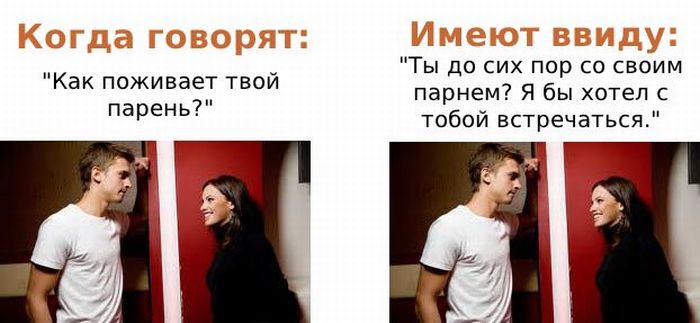 Когда говорят:
"Как поживает твой
парень?"
Имеют ввиду:
"Ты до сих пор со своим
парнем? Я бы хотел с
тобой встречаться."